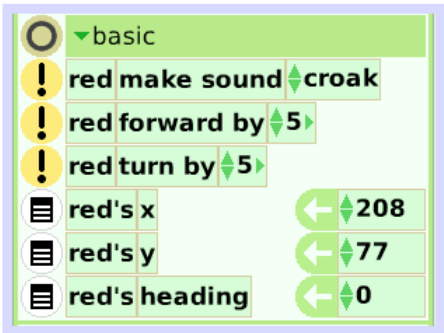 basic
red make sound croak
red forward by 5
red turn by 5
red's x 208
red's y 77
red's heading 0